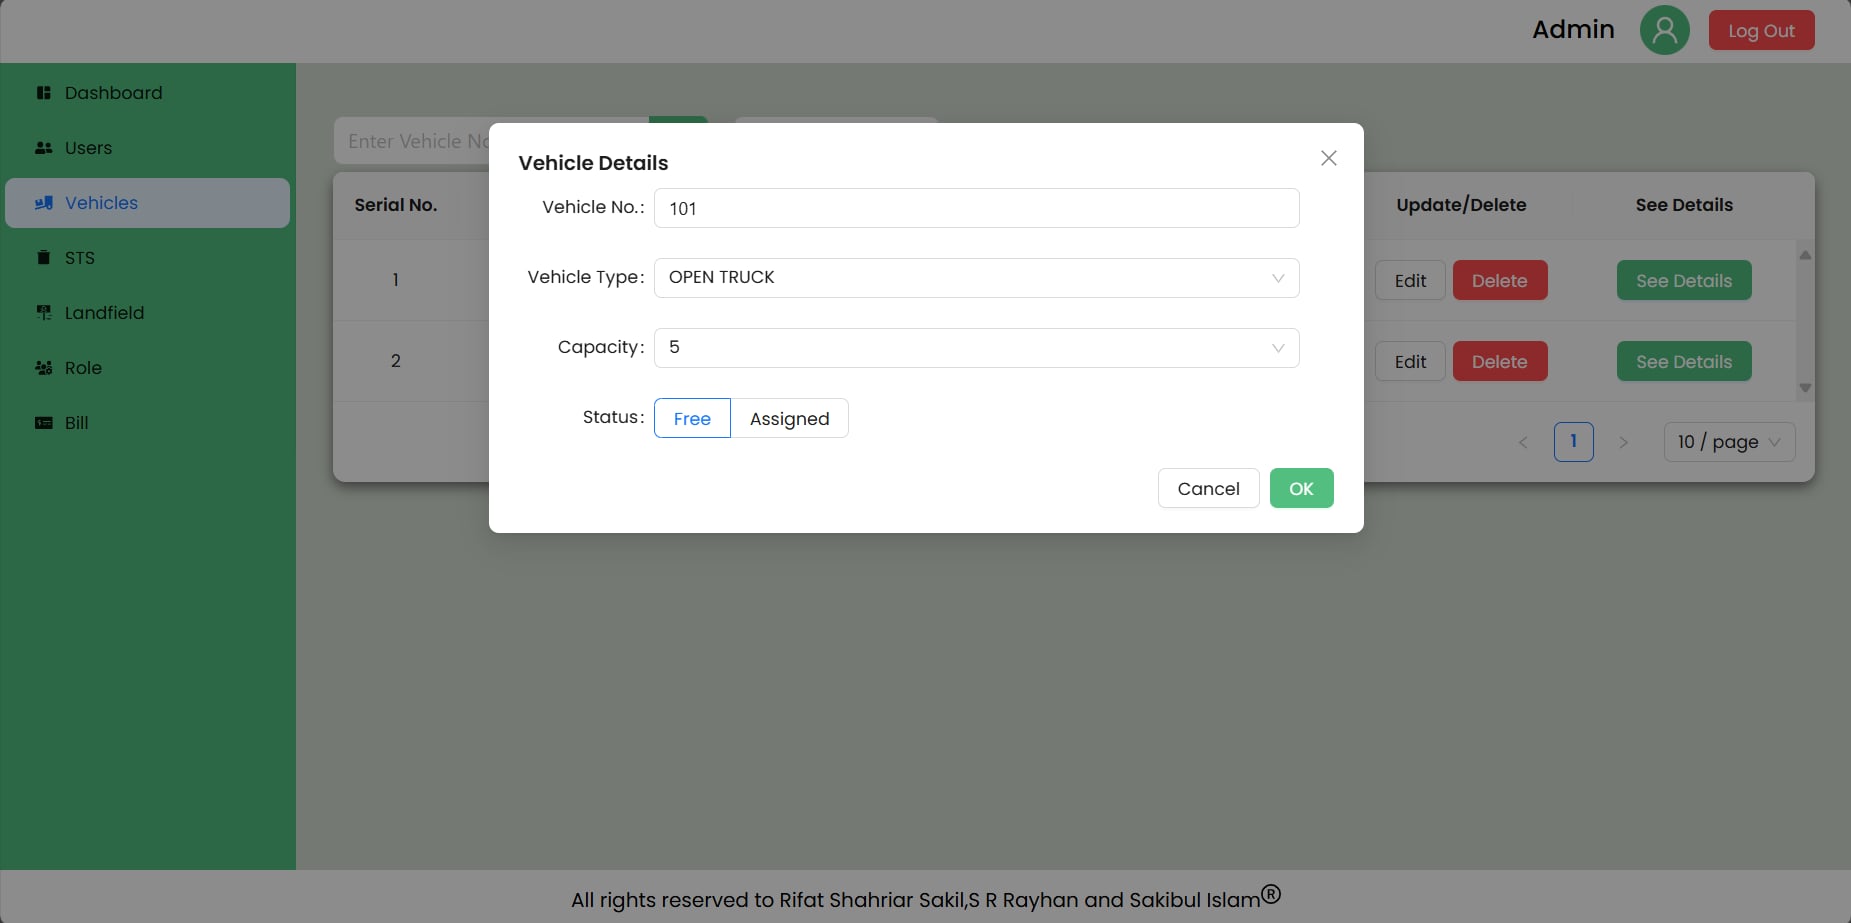 Admin
Log Out
Dashboard
Users
Vehicles
STS
Landfield
Role
Bill
Enter Vehicle No
Serial No.
Update/Delete
See Details
1
Edit
Delete
See Details
2
Edit
Delete
See Details
1
10 / page
Vehicle Details
Vehicle No.: 101
Vehicle Type: OPEN TRUCK
Capacity: 5
Status: Free Assigned
Cancel
OK
All rights reserved to Rifat Shahriar Sakil,S R Rayhan and Sakibul Islam®